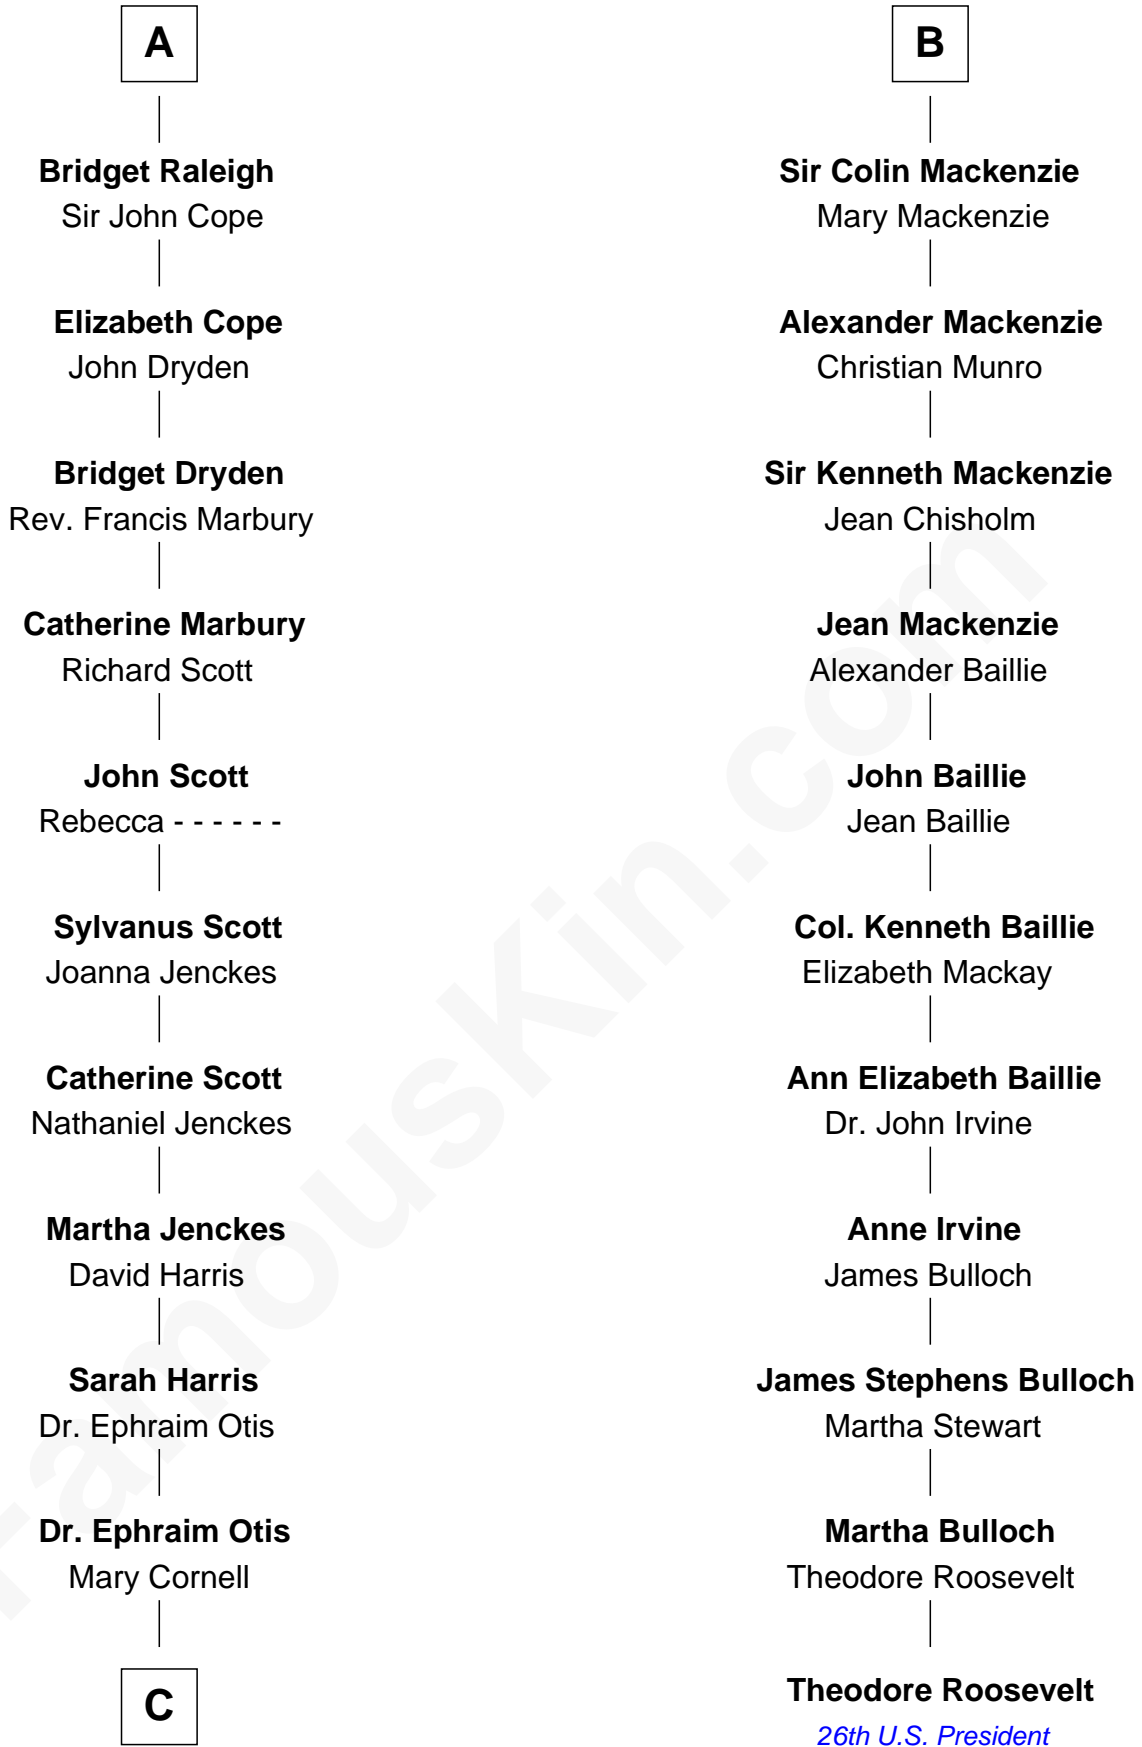 A
Bridget Raleigh
Sir John Cope
Elizabeth Cope
John Dryden
Bridget Dryden
Rev. Francis Marbury
Catherine Marbury
Richard Scott
John Scott
Rebecca - - - - - -
Sylvanus Scott
Joanna Jenckes
Catherine Scott
Nathaniel Jenckes
Martha Jenckes
David Harris
Sarah Harris
Dr. Ephraim Otis
Dr. Ephraim Otis
Mary Cornell
C
B
Sir Colin Mackenzie
Mary Mackenzie
Alexander Mackenzie
Christian Munro
Sir Kenneth Mackenzie
Jean Chisholm
Jean Mackenzie
Alexander Baillie
John Baillie
Jean Baillie
Col. Kenneth Baillie
Elizabeth Mackay
Ann Elizabeth Baillie
Dr. John Irvine
Anne Irvine
James Bulloch
James Stephens Bulloch
Martha Stewart
Martha Bulloch
Theodore Roosevelt
Theodore Roosevelt
26th U.S. President
FamousKin.com